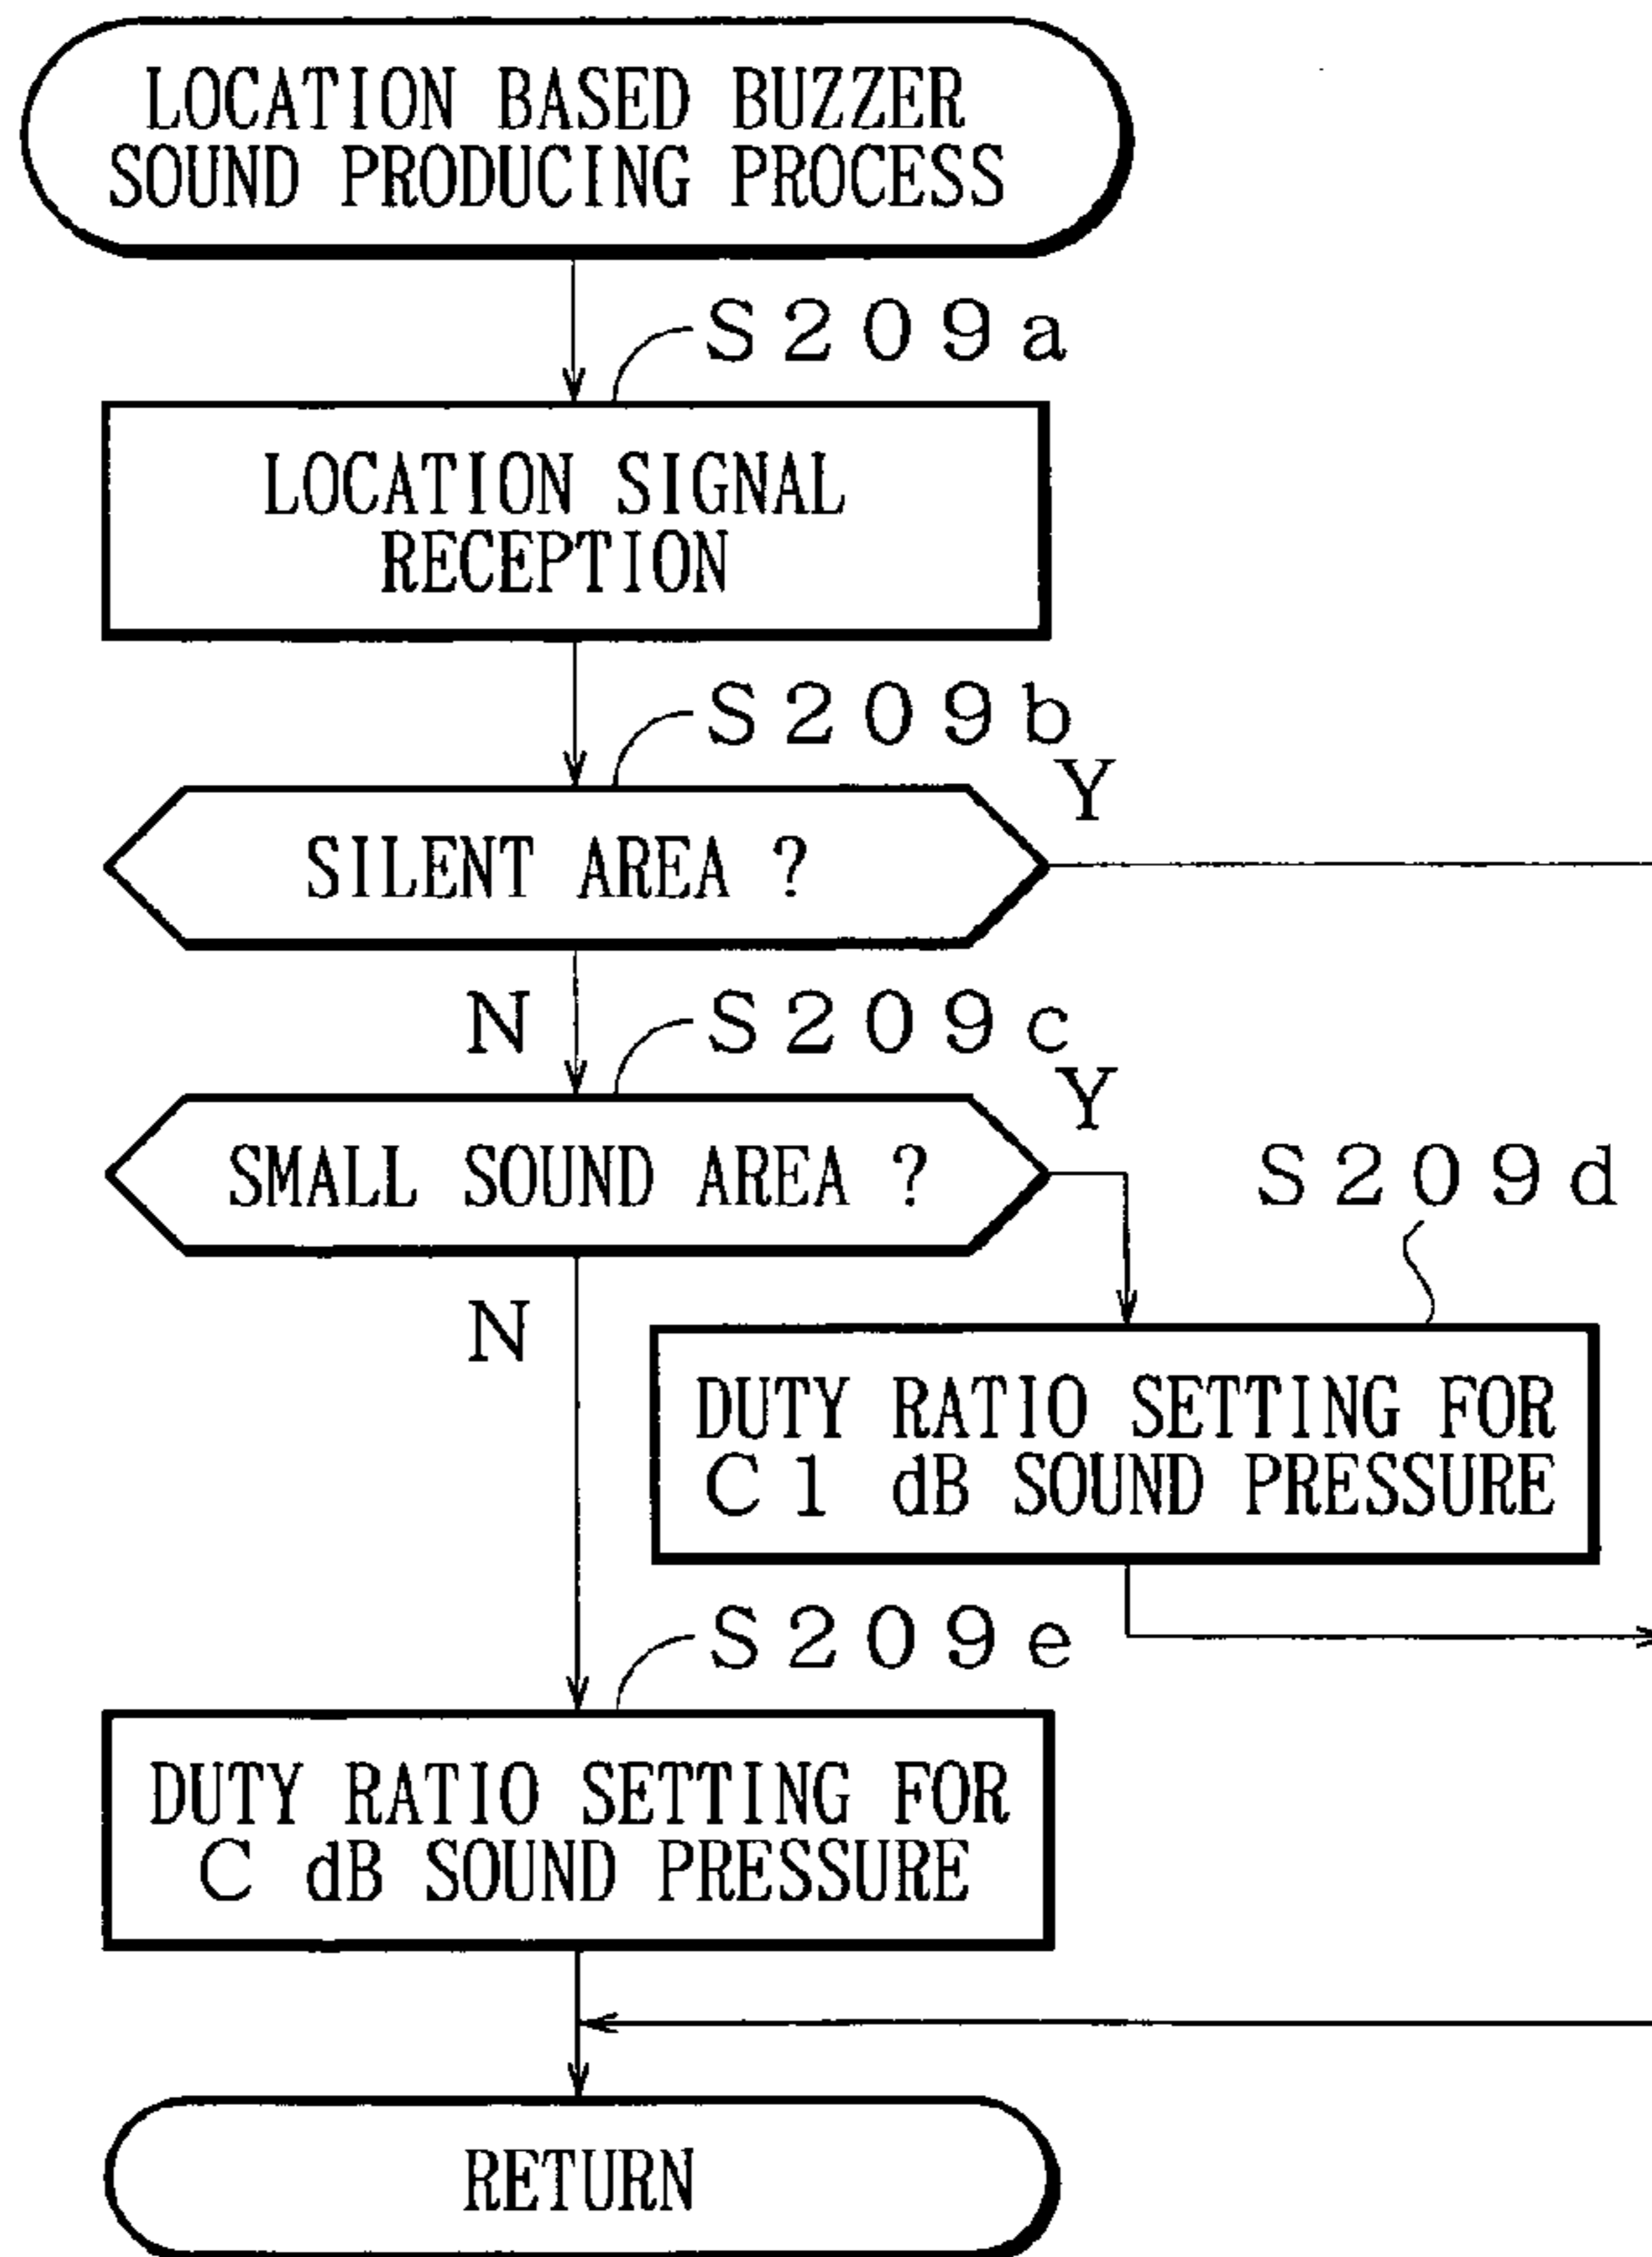 LOCATION BASED BUZZER
SOUND PRODUCING PROCESS
S209a
LOCATION SIGNAL
RECEPTION
S209b
Y
SILENT AREA ?
N
S209c
Y
SMALL SOUND AREA ?
S209d
N
DUTY RATIO SETTING FOR
C1 dB SOUND PRESSURE
S209e
DUTY RATIO SETTING FOR
C dB SOUND PRESSURE
RETURN